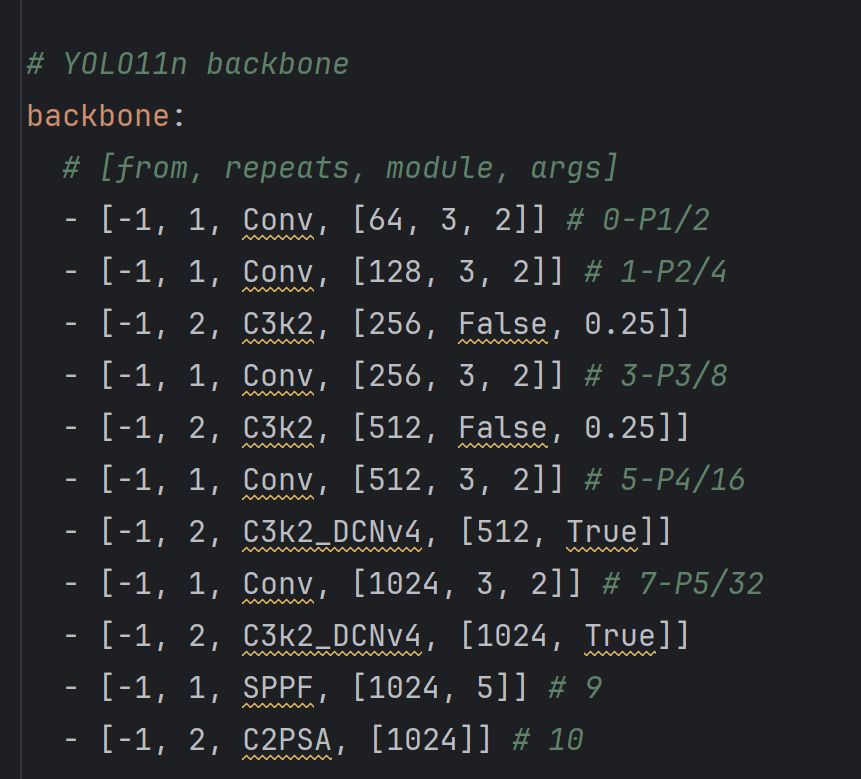 # YOLO11n backbone
backbone:
  # [from, repeats, module, args]
  - [-1, 1, Conv, [64, 3, 2]] # 0-P1/2
  - [-1, 1, Conv, [128, 3, 2]] # 1-P2/4
  - [-1, 2, C3k2, [256, False, 0.25]]
  - [-1, 1, Conv, [256, 3, 2]] # 3-P3/8
  - [-1, 2, C3k2, [512, False, 0.25]]
  - [-1, 1, Conv, [512, 3, 2]] # 5-P4/16
  - [-1, 2, C3k2_DCNv4, [512, True]]
  - [-1, 1, Conv, [1024, 3, 2]] # 7-P5/32
  - [-1, 2, C3k2_DCNv4, [1024, True]]
  - [-1, 1, SPPF, [1024, 5]] # 9
  - [-1, 2, C2PSA, [1024]] # 10